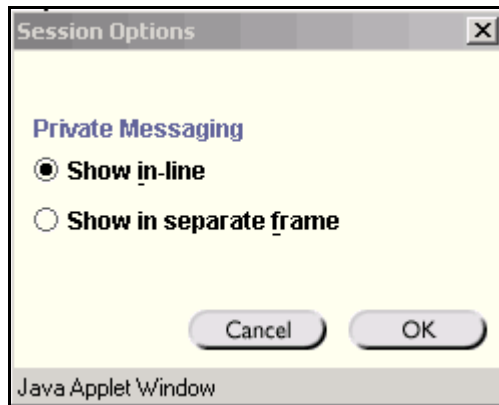 Session Options
Private Messaging
Show in-line
Show in separate frame
Cancel OK
Java Applet Window